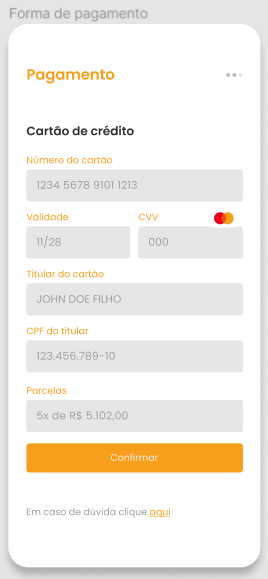 Forma de pagamento
Pagamento
Cartão de crédito
Número do cartão
1234 5678 9101 1213
Válidade CVV
11/28 000
Titular do cartão
JOHN DOE FILHO
CPF do titular
123.456.789-10
Parcelas
5x de R$ 5.102,00
Confirmar
Em caso de dúvida clique aqui